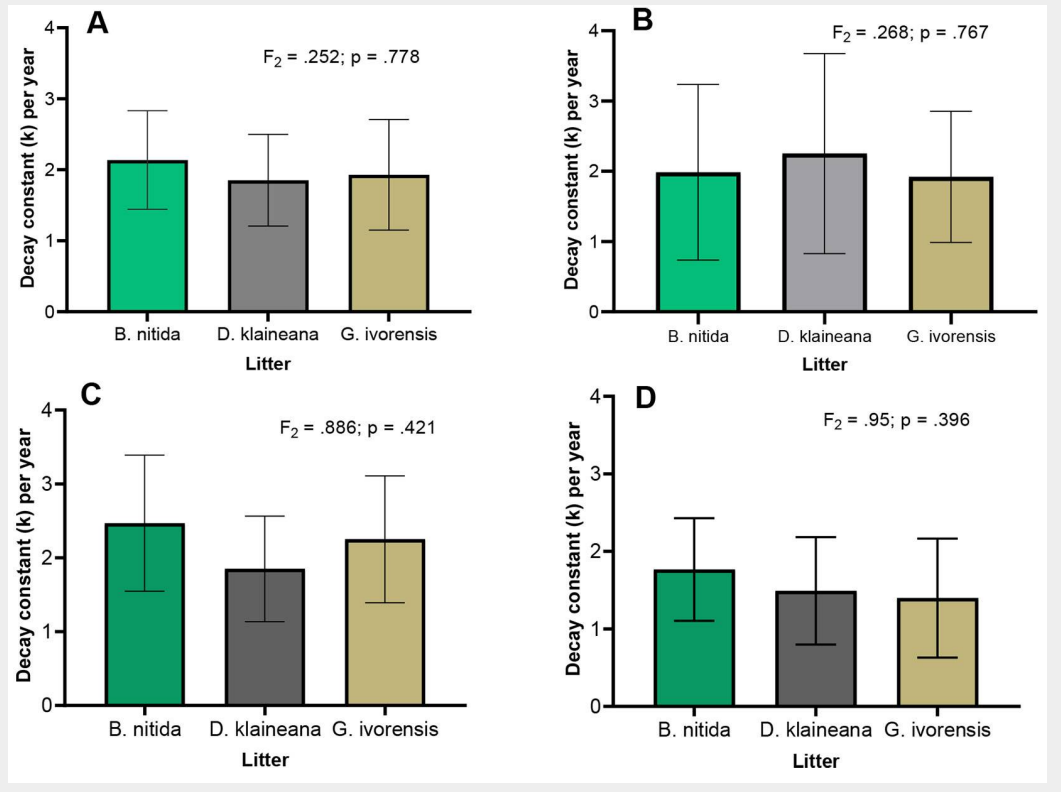 A
F2 = .252; p = .778
Decay constant (k) per year
4
3
2
1
0
B. nitida D. klaineana G. ivorensis
Litter
B
F2 = .268; p = .767
Decay constant (k) per year
4
3
2
1
0
B. nitida D. klaineana G. ivorensis
Litter
C
F2 = .886; p = .421
Decay constant (k) per year
4
3
2
1
0
B. nitida D. klaineana G. ivorensis
Litter
D
F2 = .95; p = .396
Decay constant (k) per year
4
3
2
1
0
B. nitida D. klaineana G. ivorensis
Litter